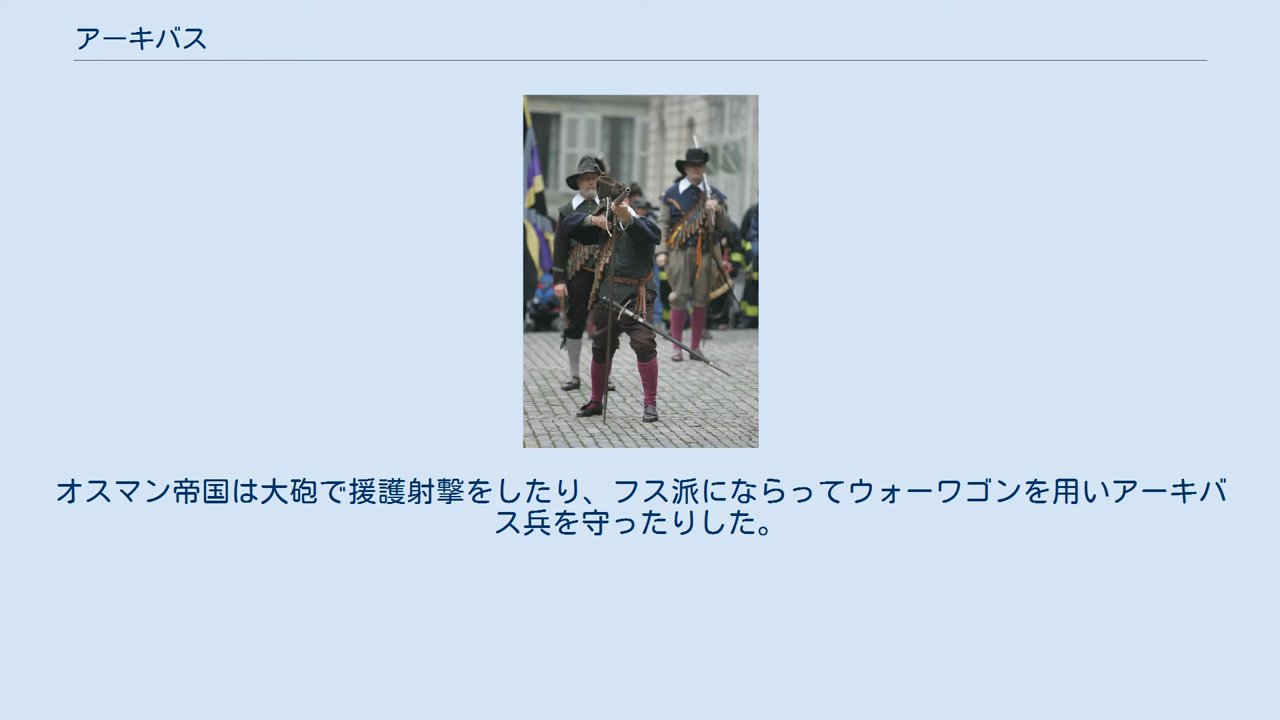 アーキバス
オスマン帝国は大砲で援護射撃をしたり、フス派にならってウォーワゴンを用いアーキバ
ス兵を守ったりした。